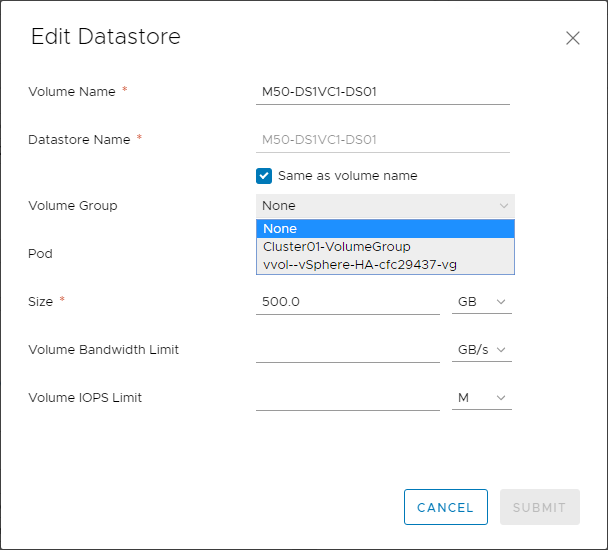 Edit Datastore
Volume Name *
M50-DS1VC1-DS01
Datastore Name *
M50-DS1VC1-DS01
Same as volume name
Volume Group
None
None
Cluster01-VolumeGroup
vvol--vSphere-HA-cfc29437-vg
Pod
Size *
500.0
GB
Volume Bandwidth Limit
GB/s
Volume IOPS Limit
M
CANCEL
SUBMIT